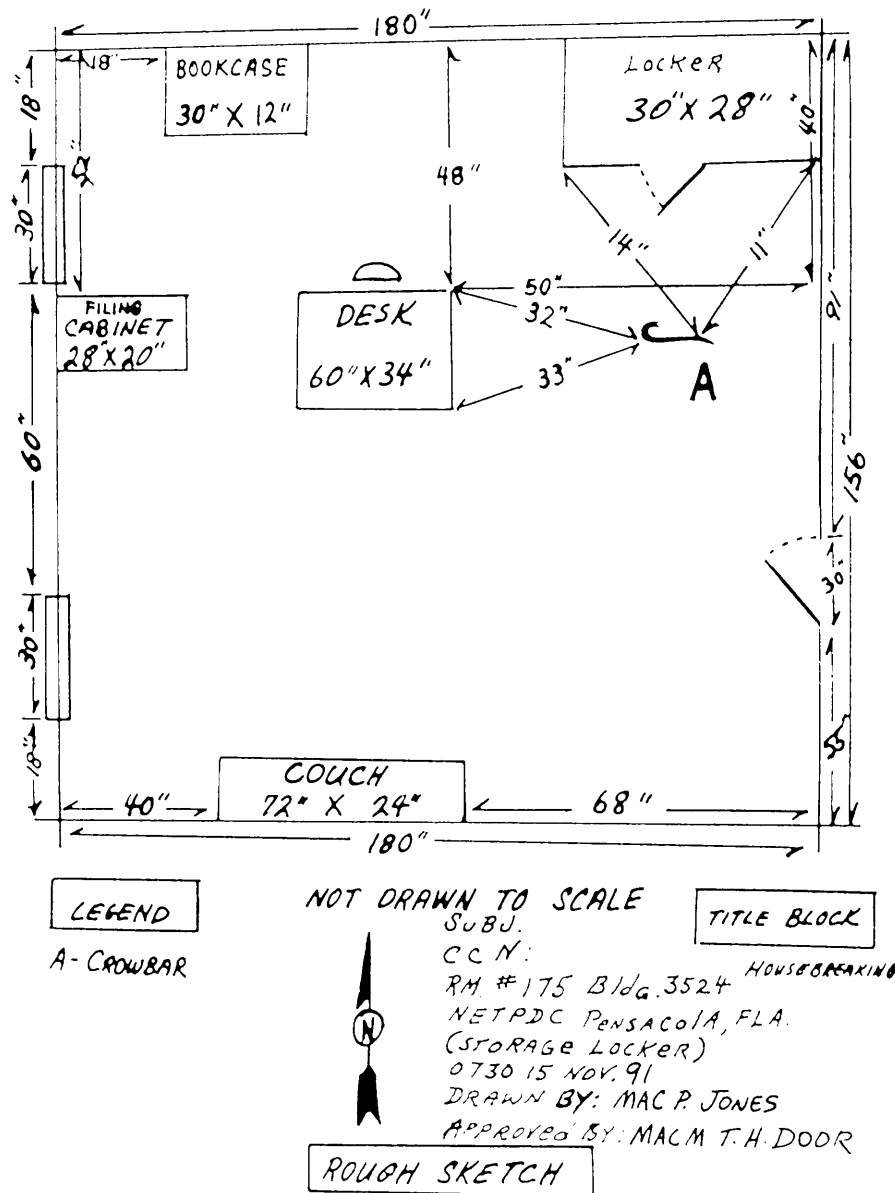 180"
18"
BOOKCASE
30" X 12"
LOCKER
30" X 28"
40"
18"
52"
30"
48"
14"
11"
91"
50"
32"
FILING
CABINET
28" X 20"
DESK
60" X 34"
33"
A
60"
156"
30"
30"
18"
COUCH
72" X 24"
40"
68"
180"
LEGEND
NOT DRAWN TO SCALE
TITLE BLOCK
A- CROWBAR
SUBJ.
CCN:
HOUSEBREAKING
RM. #175 Bldg. 3524
NETPDC PENSACOLA, FLA.
(STORAGE LOCKER)
N
0730 15 NOV. 91
DRAWN BY: MAC P. JONES
APPROVED BY: MACM T.H. DOOR
ROUGH SKETCH